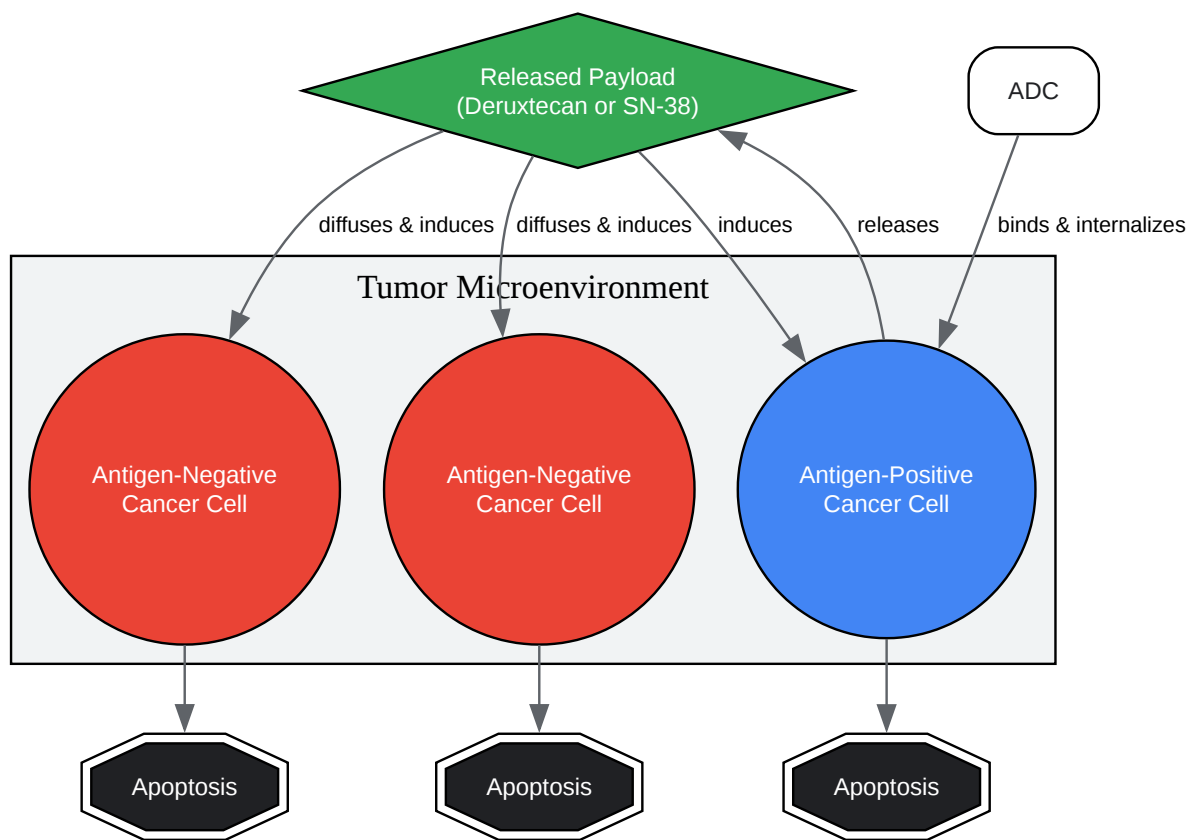 Released Payload
(Deruxtecan or SN-38)
ADC
diffuses & induces
diffuses & induces
induces
releases
binds & internalizes
Tumor Microenvironment
Antigen-Negative
Cancer Cell
Antigen-Negative
Cancer Cell
Antigen-Positive
Cancer Cell
Apoptosis
Apoptosis
Apoptosis